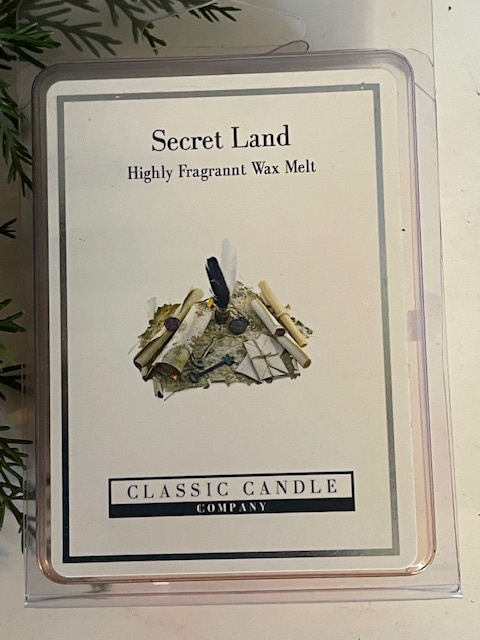 Secret Land
Highly Fragrannt Wax Melt
CLASSIC CANDLE
COMPANY